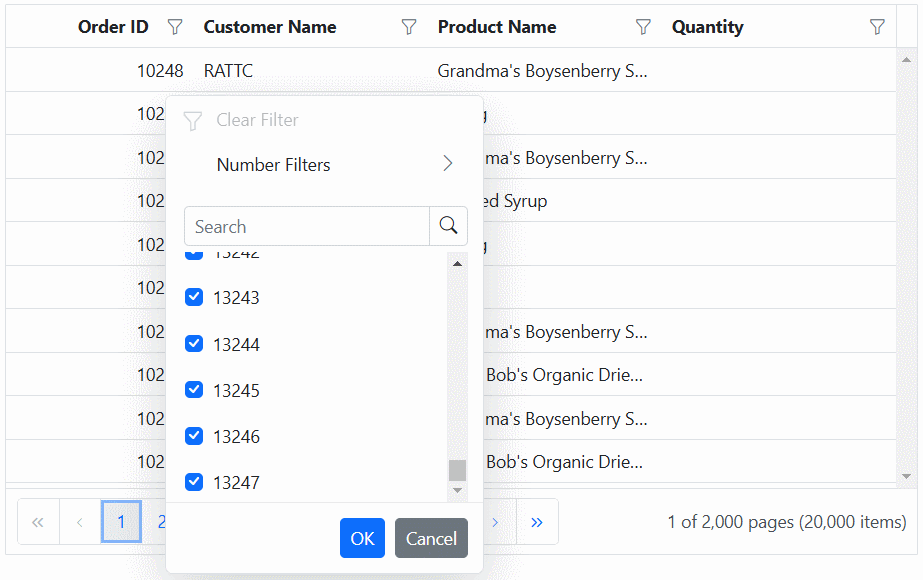 Order ID Customer Name Product Name Quantity
10248 RATTC Grandma's Boysenberry S...
102
Clear Filter
102 ma's Boysenberry S...
Number Filters
102 ed Syrup
Search
102
13242
102
13243
102 ma's Boysenberry S...
13244
102 Bob's Organic Drie...
13245
102 ma's Boysenberry S...
13246
102 Bob's Organic Drie...
13247
« ‹ 1 2 › » 1 of 2,000 pages (20,000 items)
OK Cancel